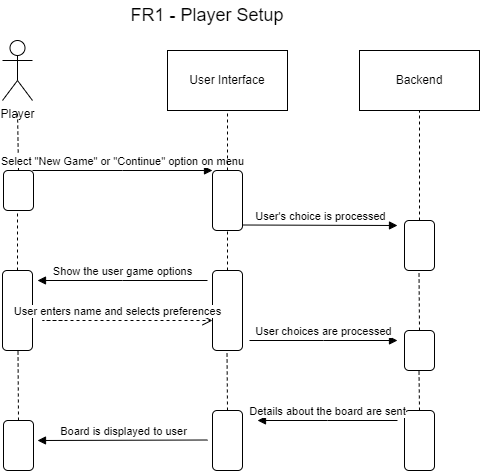 FR1 - Player Setup
User Interface
Backend
Player
Select "New Game" or "Continue" option on menu
User's choice is processed
Show the user game options
User enters name and selects preferences
User choices are processed
Details about the board are sent
Board is displayed to user